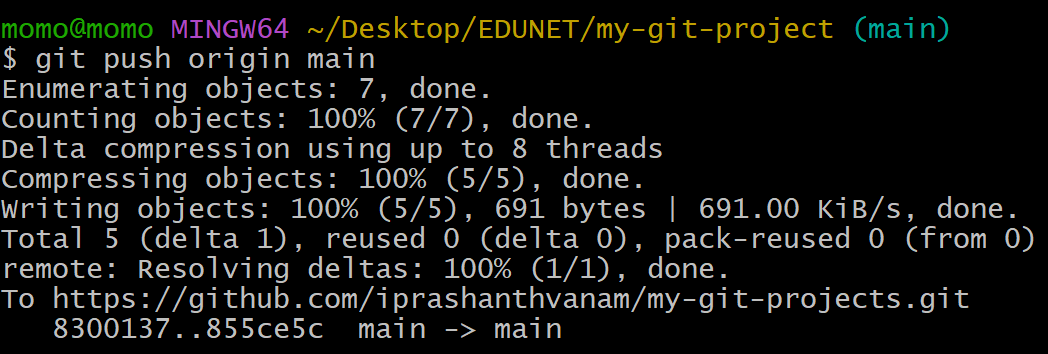 momo@momo MINGW64 ~/Desktop/EDUNET/my-git-project (main)
$ git push origin main
Enumerating objects: 7, done.
Counting objects: 100% (7/7), done.
Delta compression using up to 8 threads
Compressing objects: 100% (5/5), done.
Writing objects: 100% (5/5), 691 bytes | 691.00 KiB/s, done.
Total 5 (delta 1), reused 0 (delta 0), pack-reused 0 (from 0)
remote: Resolving deltas: 100% (1/1), done.
To https://github.com/iprashanthvanam/my-git-projects.git
   8300137..855ce5c  main -> main